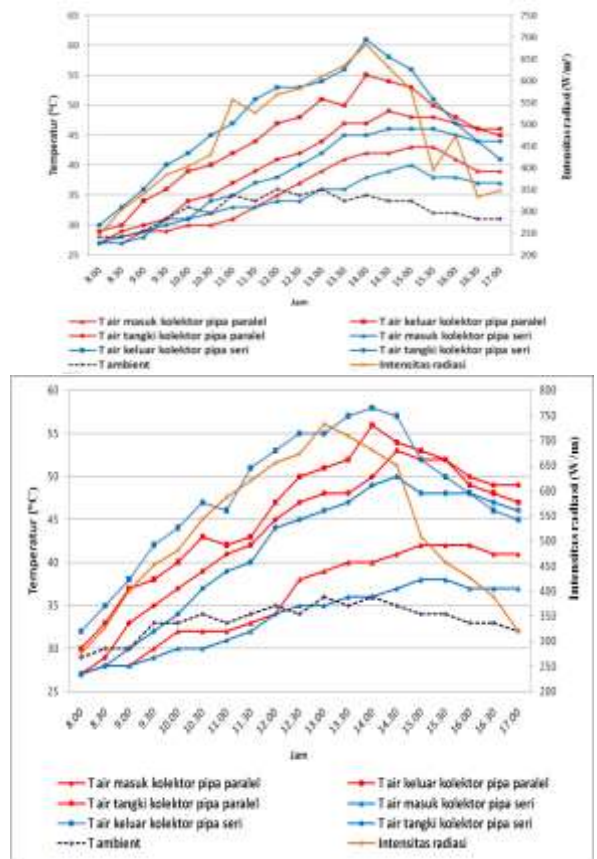 65
60
55
50
45
40
35
30
25
Temperatur (°C)
750
700
650
600
550
500
450
400
350
300
250
200
Intensitas radiasi (W/m²)
8.00 8.30 9.00 9.30 10.00 10.30 11.00 11.30 12.00 12.30 13.00 13.30 14.00 14.30 15.00 15.30 16.00 16.30 17.00
Jam
T air masuk kolektor pipa paralel
T air keluar kolektor pipa paralel
T air tangki kolektor pipa paralel
T air masuk kolektor pipa seri
T air keluar kolektor pipa seri
T air tangki kolektor pipa seri
T ambient
Intensitas radiasi
60
55
50
45
40
35
30
25
Temperatur (°C)
800
750
700
650
600
550
500
450
400
350
300
250
200
Intensitas radiasi (W/m)
8.00 8.30 9.00 9.30 10.00 10.30 11.00 11.30 12.00 12.30 13.00 13.30 14.00 14.30 15.00 15.30 16.00 16.30 17.00
Jam
T air masuk kolektor pipa paralel
T air keluar kolektor pipa paralel
T air tangki kolektor pipa paralel
T air masuk kolektor pipa seri
T air keluar kolektor pipa seri
T air tangki kolektor pipa seri
T ambient
Intensitas radiasi